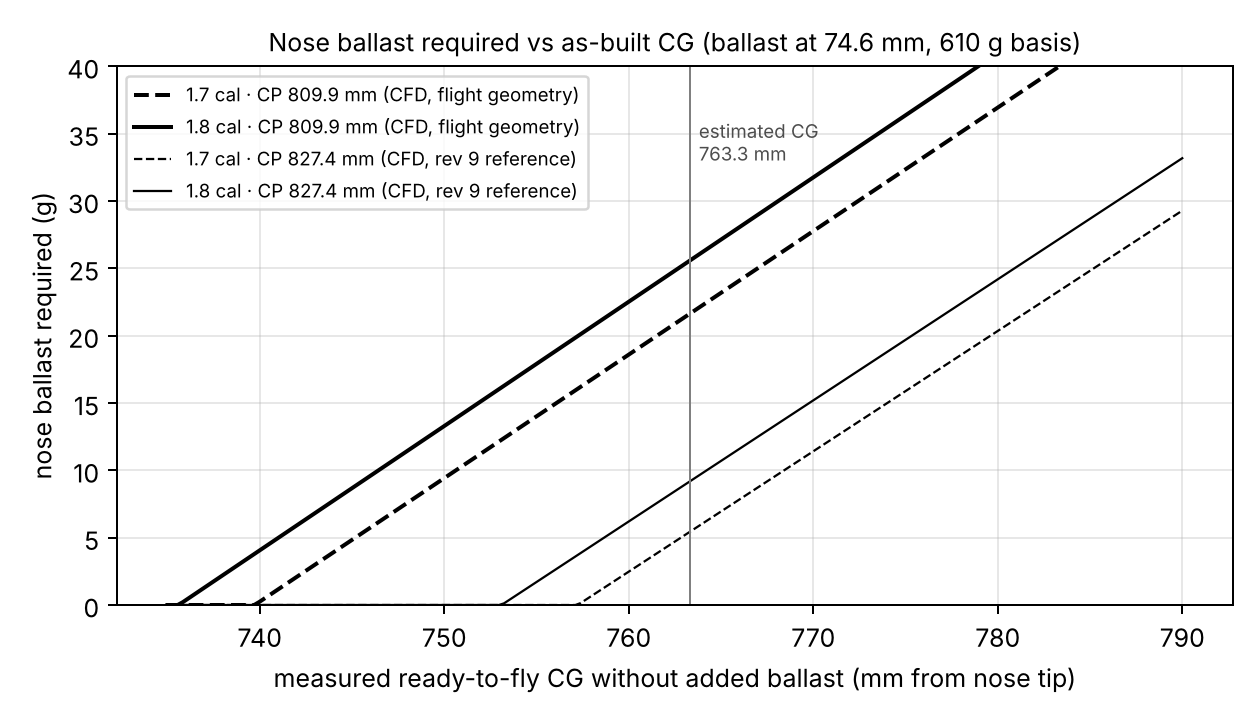 Nose ballast required vs as-built CG (ballast at 74.6 mm, 610 g basis)
1.7 cal · CP 809.9 mm (CFD, flight geometry)
1.8 cal · CP 809.9 mm (CFD, flight geometry)
1.7 cal · CP 827.4 mm (CFD, rev 9 reference)
1.8 cal · CP 827.4 mm (CFD, rev 9 reference)
estimated CG
763.3 mm
nose ballast required (g)
40
35
30
25
20
15
10
5
0
740
750
760
770
780
790
measured ready-to-fly CG without added ballast (mm from nose tip)